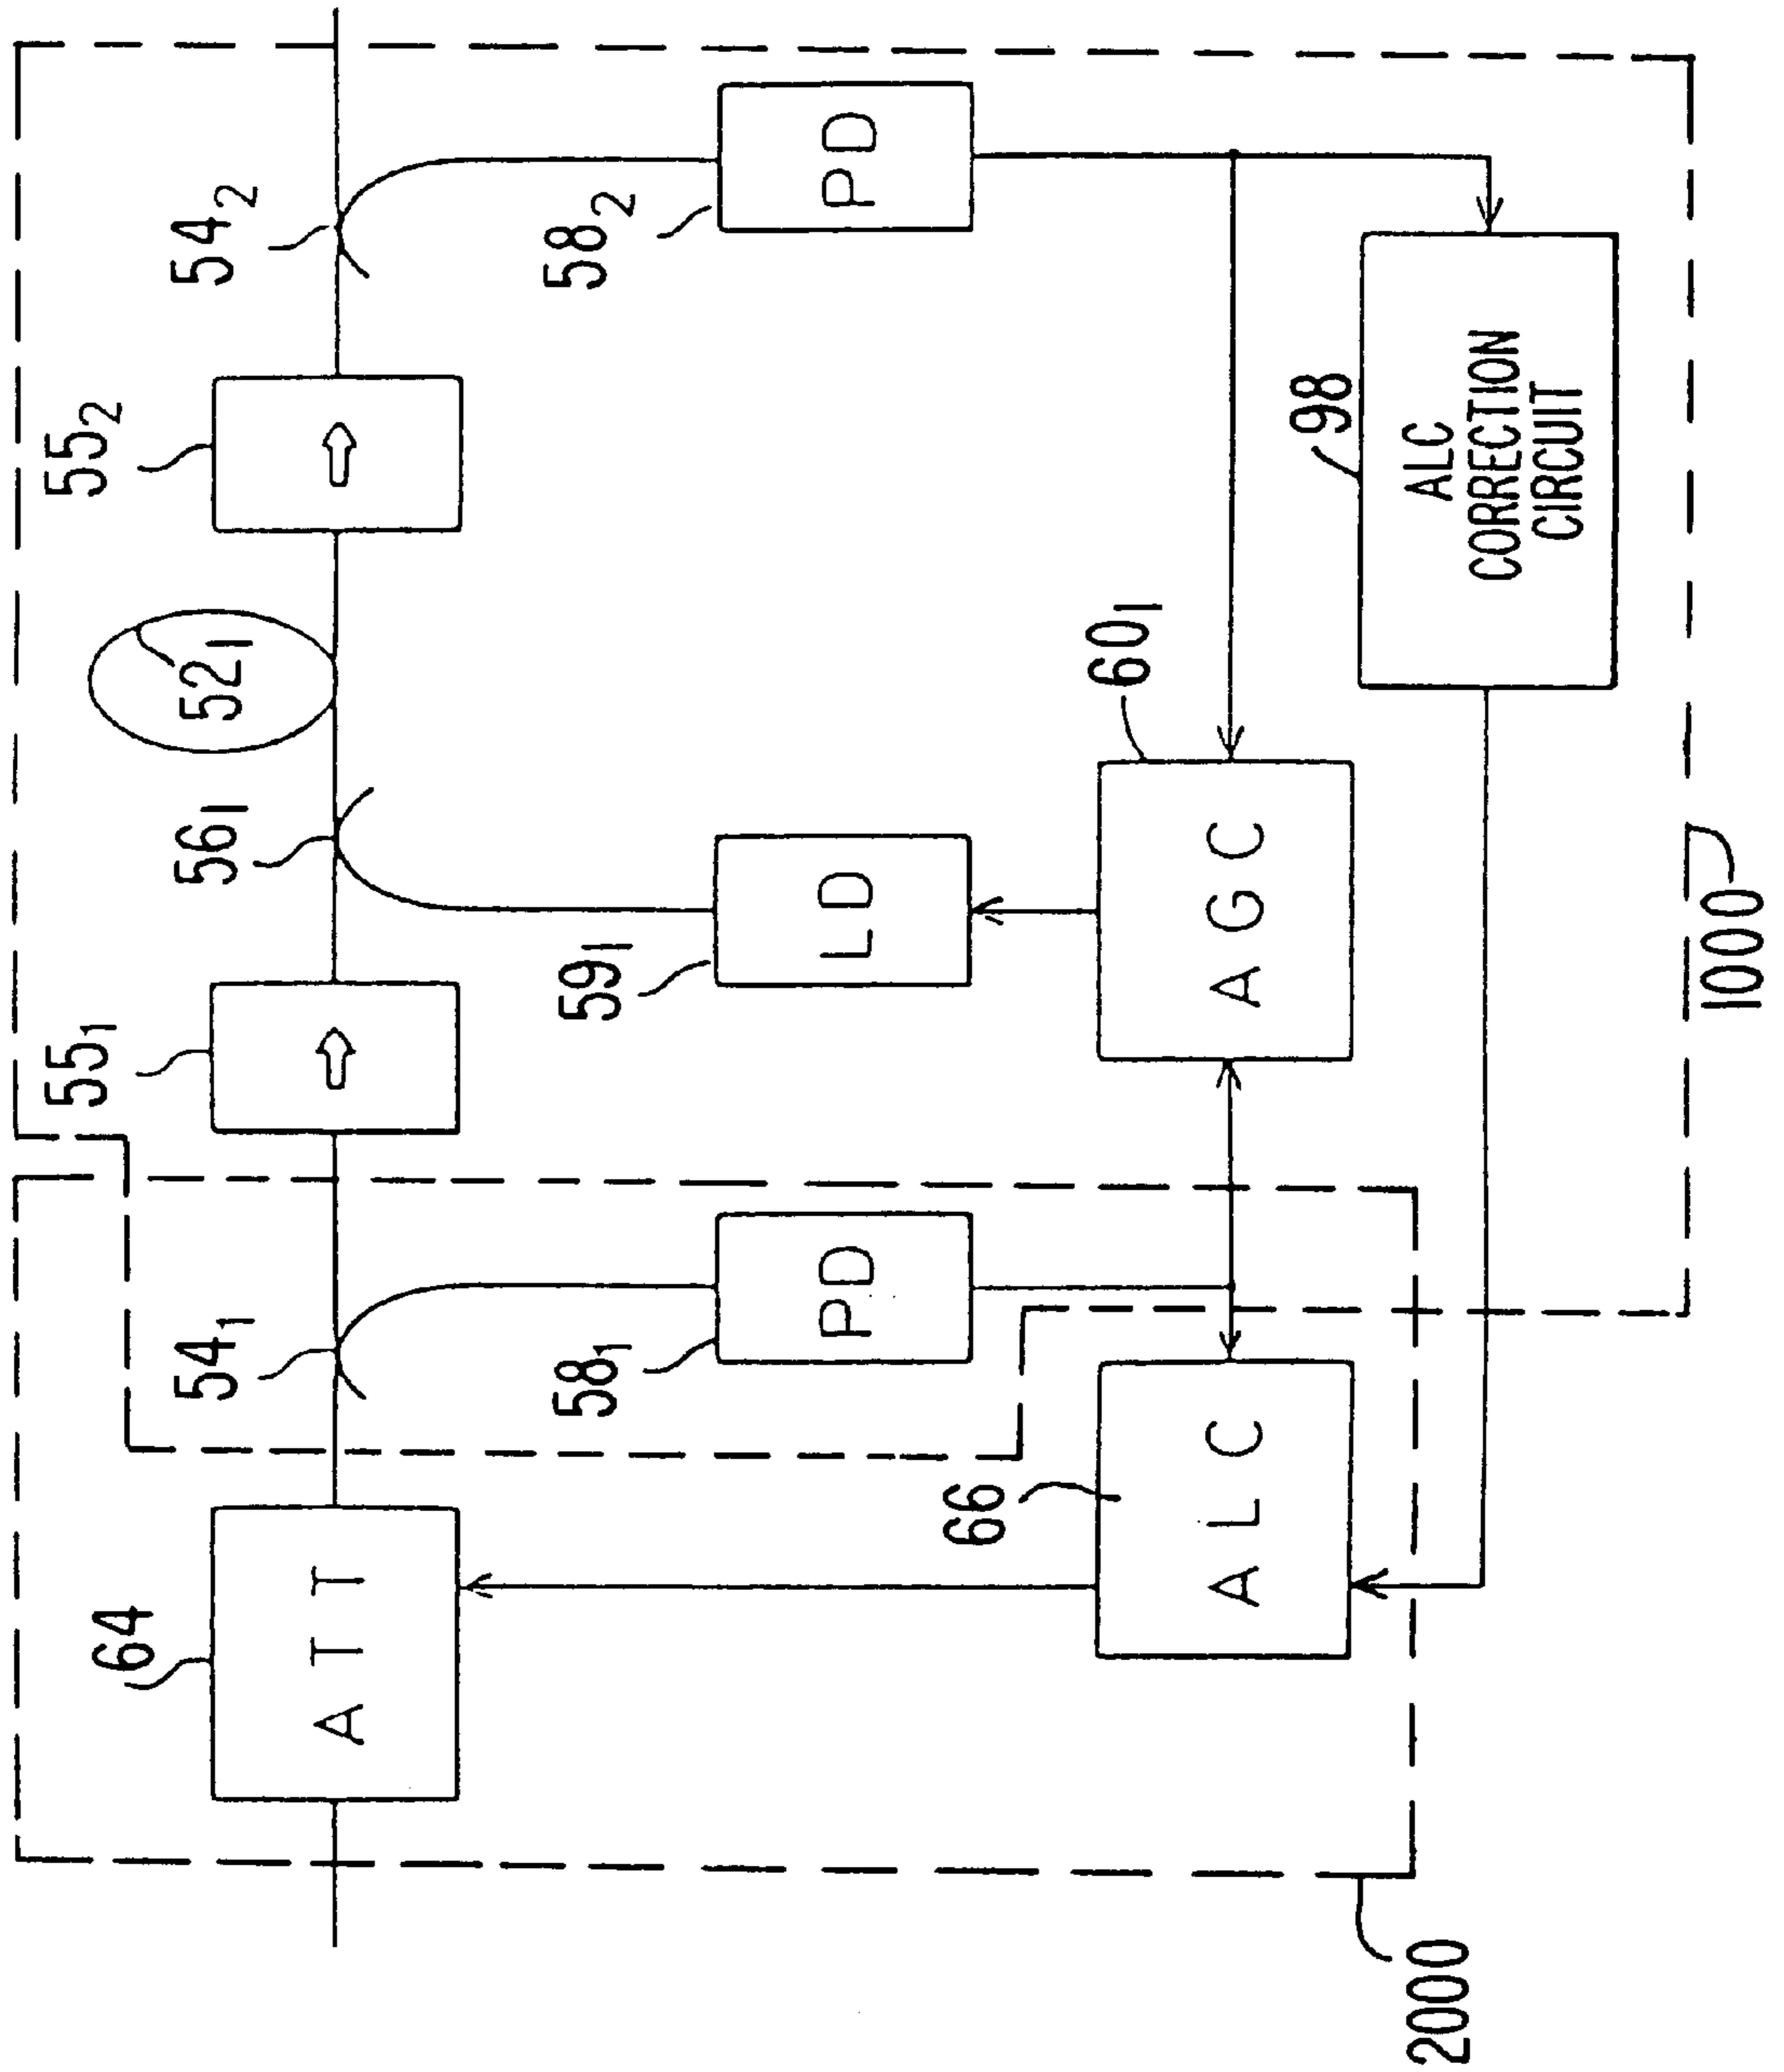 55₁
55₂
64
54₁
56₁
52₁
54₂
ATT
58₁
PD
59₁
LD
58₂
PD
66
ALC
AGC
60₁
98
ALC
CORRECTION
CIRCUIT
2000
1000